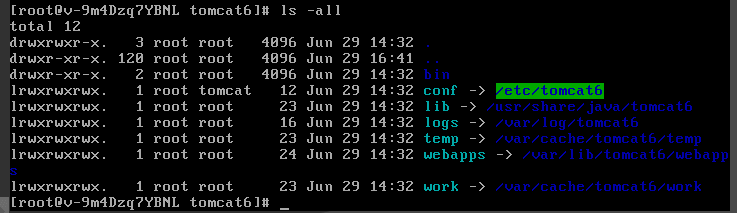 [root@v-9m4Dzq7YBNL tomcat6]# ls -all
total 12
drwxrwxr-x.   3 root root   4096 Jun 29 14:32 .
drwxr-xr-x. 120 root root   4096 Jun 29 16:41 ..
drwxr-xr-x.   2 root root   4096 Jun 29 14:32 bin
lrwxrwxrwx.   1 root tomcat   12 Jun 29 14:32 conf -> /etc/tomcat6
lrwxrwxrwx.   1 root root     23 Jun 29 14:32 lib -> /usr/share/java/tomcat6
lrwxrwxrwx.   1 root root     16 Jun 29 14:32 logs -> /var/log/tomcat6
lrwxrwxrwx.   1 root root     23 Jun 29 14:32 temp -> /var/cache/tomcat6/temp
lrwxrwxrwx.   1 root root     24 Jun 29 14:32 webapps -> /var/lib/tomcat6/webapp
s
lrwxrwxrwx.   1 root root     23 Jun 29 14:32 work -> /var/cache/tomcat6/work
[root@v-9m4Dzq7YBNL tomcat6]# _